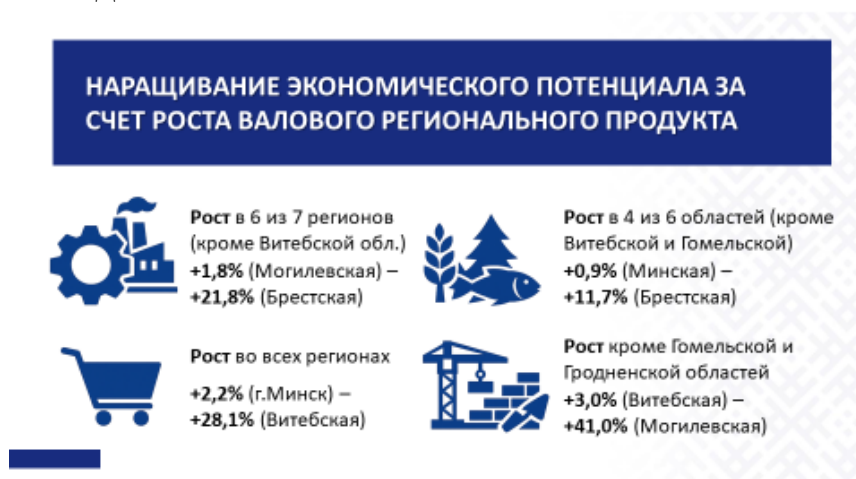 НАРАЩИВАНИЕ ЭКОНОМИЧЕСКОГО ПОТЕНЦИАЛА ЗА
СЧЕТ РОСТА ВАЛОВОГО РЕГИОНАЛЬНОГО ПРОДУКТА
Рост в 6 из 7 регионов
(кроме Витебской обл.)
+1,8% (Могилевская) –
+21,8% (Брестская)
Рост в 4 из 6 областей (кроме
Витебской и Гомельской)
+0,9% (Минская) –
+11,7% (Брестская)
Рост во всех регионах
+2,2% (г.Минск) –
+28,1% (Витебская)
Рост кроме Гомельской и
Гродненской областей
+3,0% (Витебская) –
+41,0% (Могилевская)